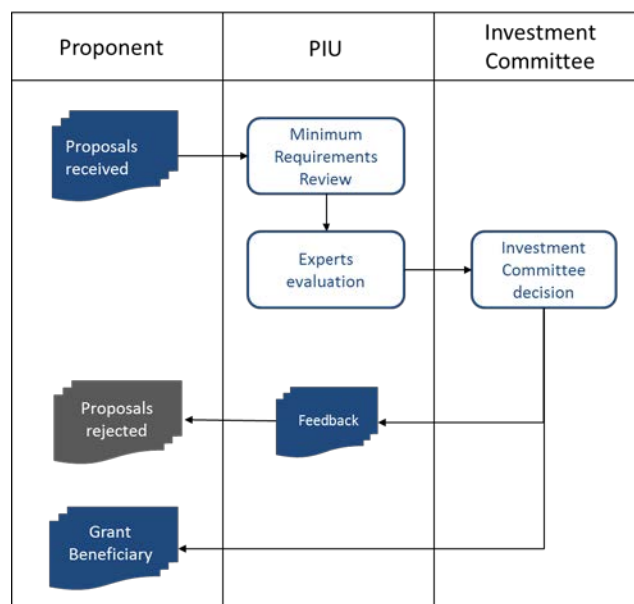 Proponent
PIU
Investment
Committee
Proposals
received
Minimum
Requirements
Review
Experts
evaluation
Investment
Committee
decision
Proposals
rejected
Feedback
Grant
Beneficiary